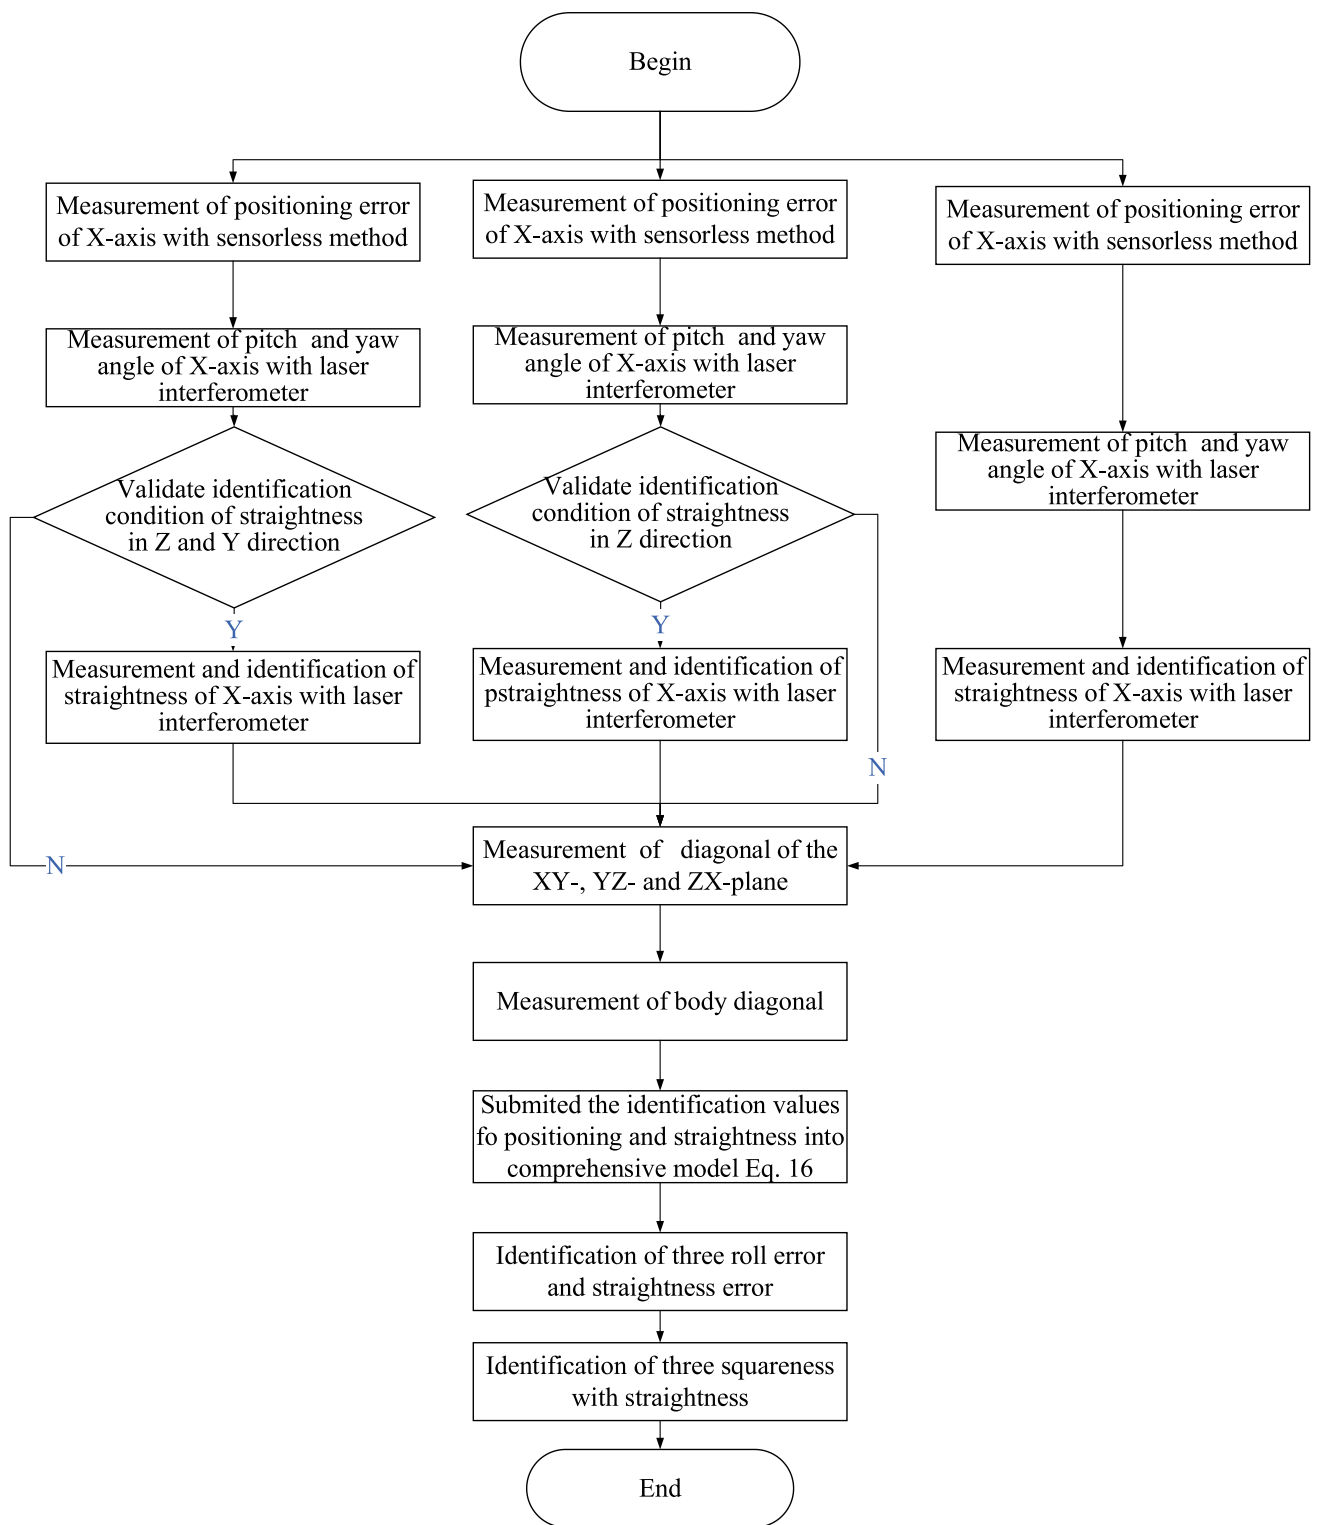 Begin
Measurement of positioning error
of X-axis with sensorless method
Measurement of positioning error
of X-axis with sensorless method
Measurement of positioning error
of X-axis with sensorless method
Measurement of pitch and yaw
angle of X-axis with laser
interferometer
Measurement of pitch and yaw
angle of X-axis with laser
interferometer
Measurement of pitch and yaw
angle of X-axis with laser
interferometer
Validate identification
condition of straightness
in Z and Y direction
Validate identification
condition of straightness
in Z direction
Y
Y
Measurement and identification of
straightness of X-axis with laser
interferometer
Measurement and identification of
pstraightness of X-axis with laser
interferometer
Measurement and identification of
straightness of X-axis with laser
interferometer
N
N
Measurement of diagonal of the
XY-, YZ- and ZX-plane
Measurement of body diagonal
Submited the identification values
fo positioning and straightness into
comprehensive model Eq. 16
Identification of three roll error
and straightness error
Identification of three squareness
with straightness
End